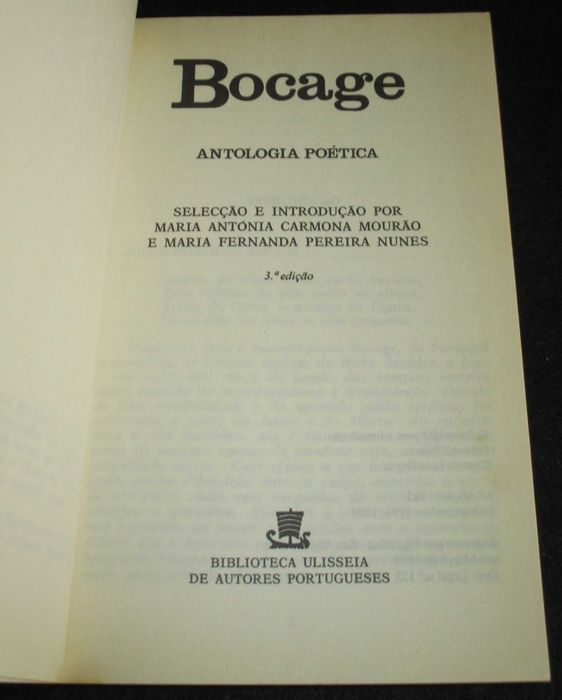 Bocage
ANTOLOGIA POÉTICA
SELECÇÃO E INTRODUÇÃO POR
MARIA ANTÓNIA CARMONA MOURÃO
E MARIA FERNANDA PEREIRA NUNES
3.ª edição
BIBLIOTECA ULISSEIA
DE AUTORES PORTUGUESES